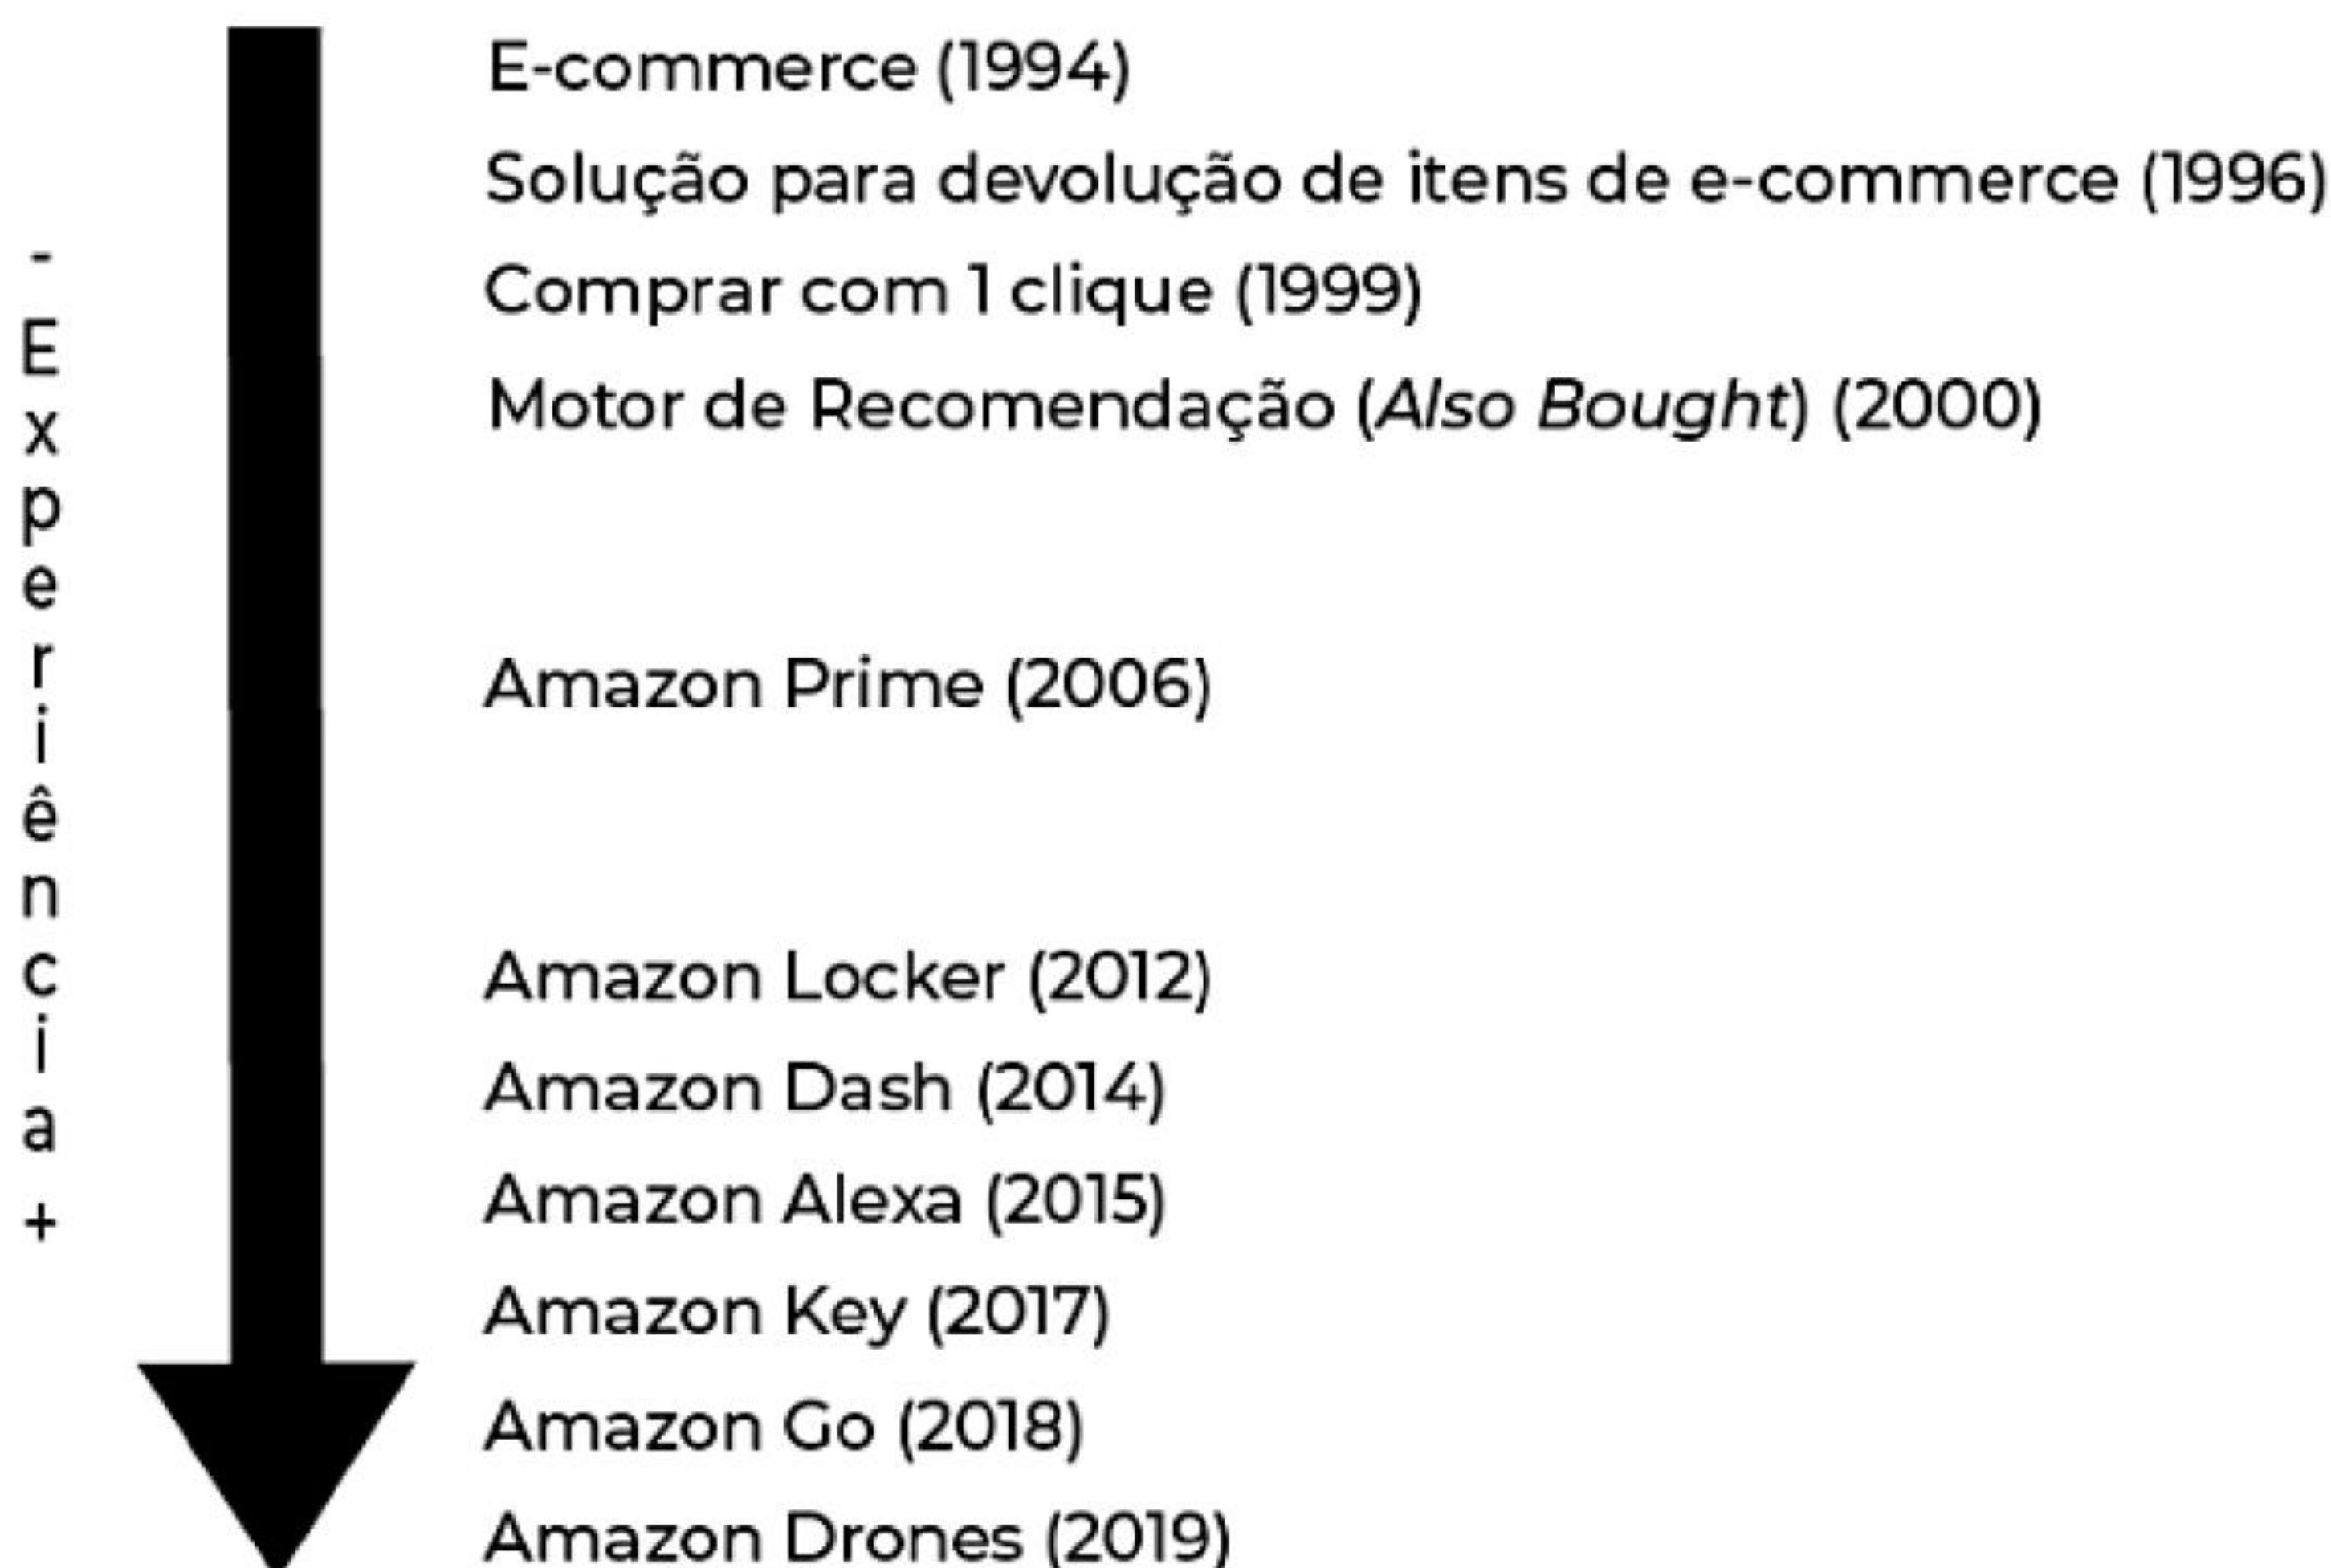 - Experiência +
E-commerce (1994)
Solução para devolução de itens de e-commerce (1996)
Comprar com 1 clique (1999)
Motor de Recomendação (Also Bought) (2000)
Amazon Prime (2006)
Amazon Locker (2012)
Amazon Dash (2014)
Amazon Alexa (2015)
Amazon Key (2017)
Amazon Go (2018)
Amazon Drones (2019)